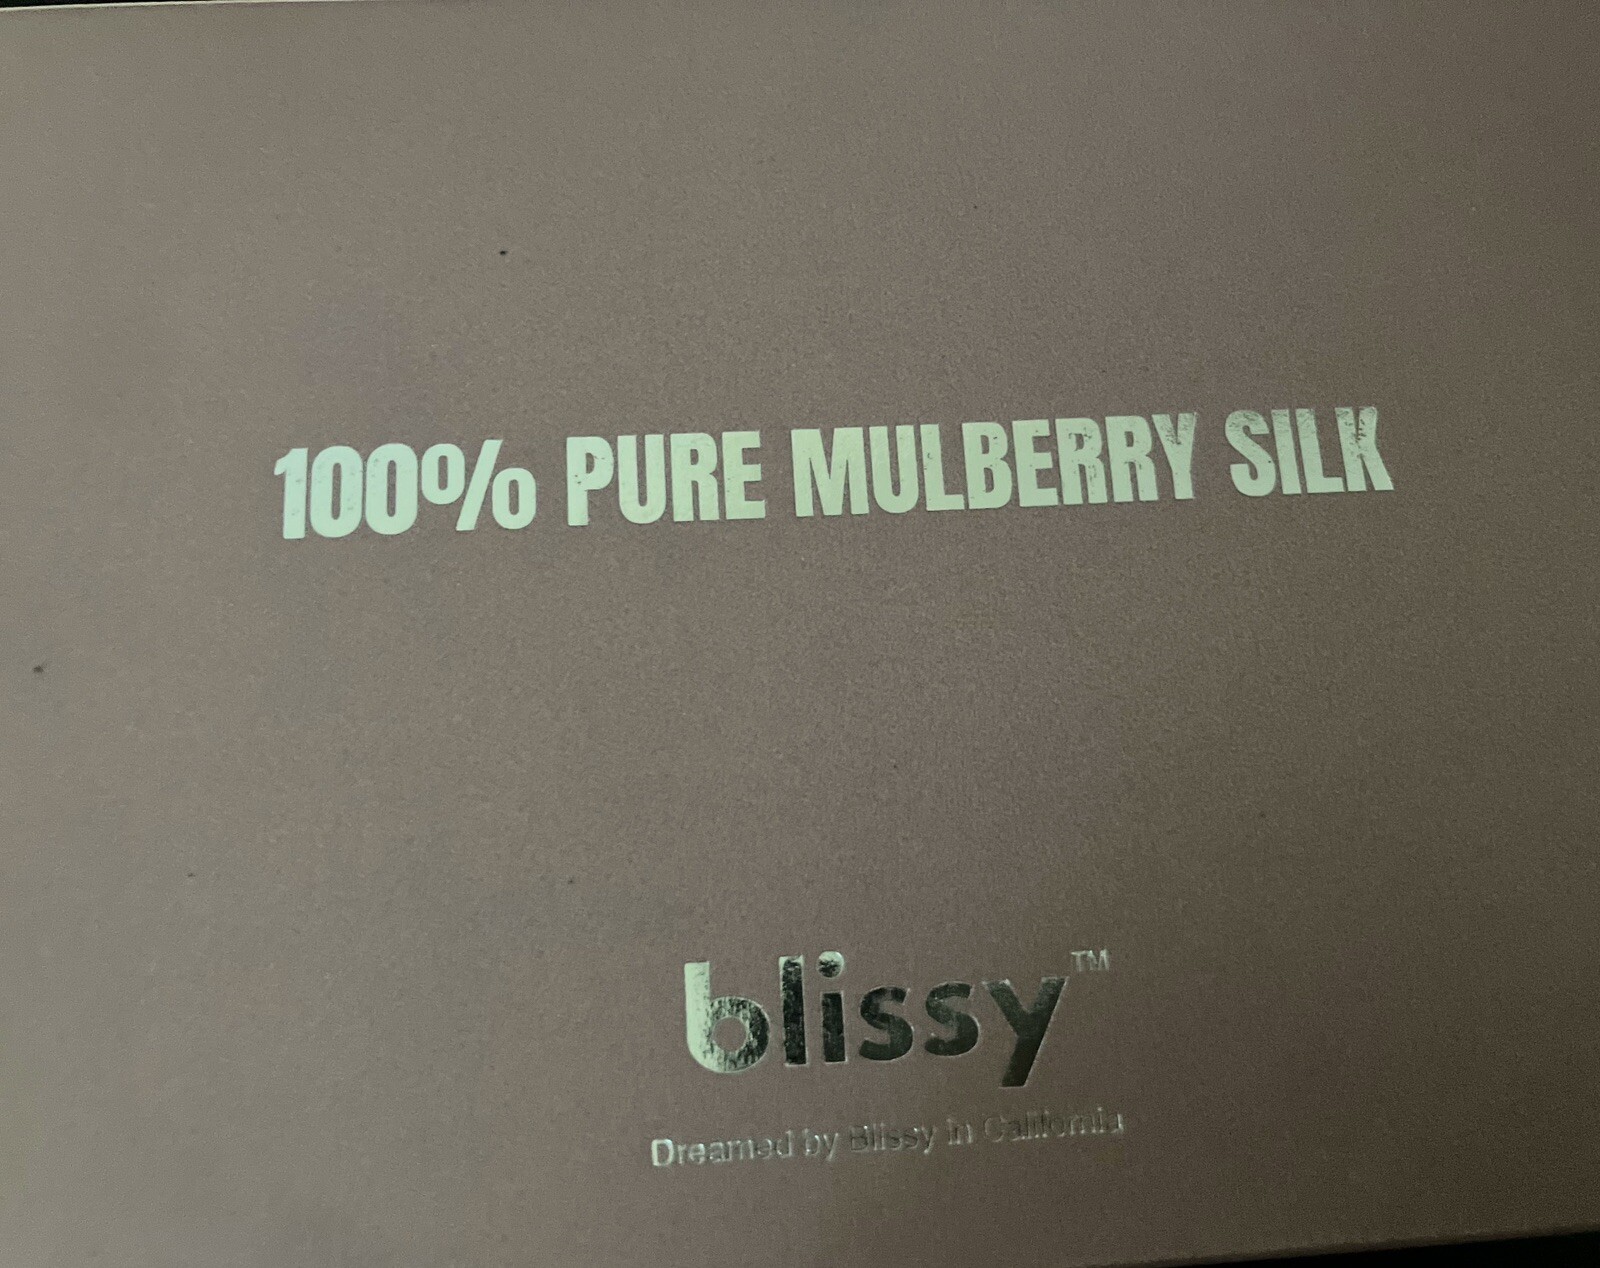 100% PURE MULBERRY SILK
blissy™
Dreamed by Blissy in California